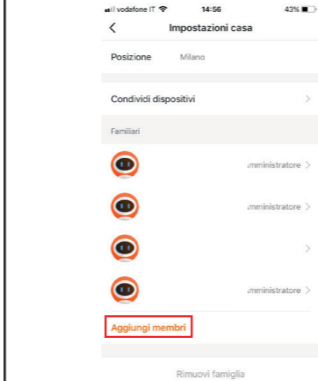 vodafone IT 14:56 43%
Impostazioni casa
Posizione Milano
Condividi dispositivi
Familiari
mministratore
mministratore
mministratore
Aggiungi membri
Rimuovi famiglia